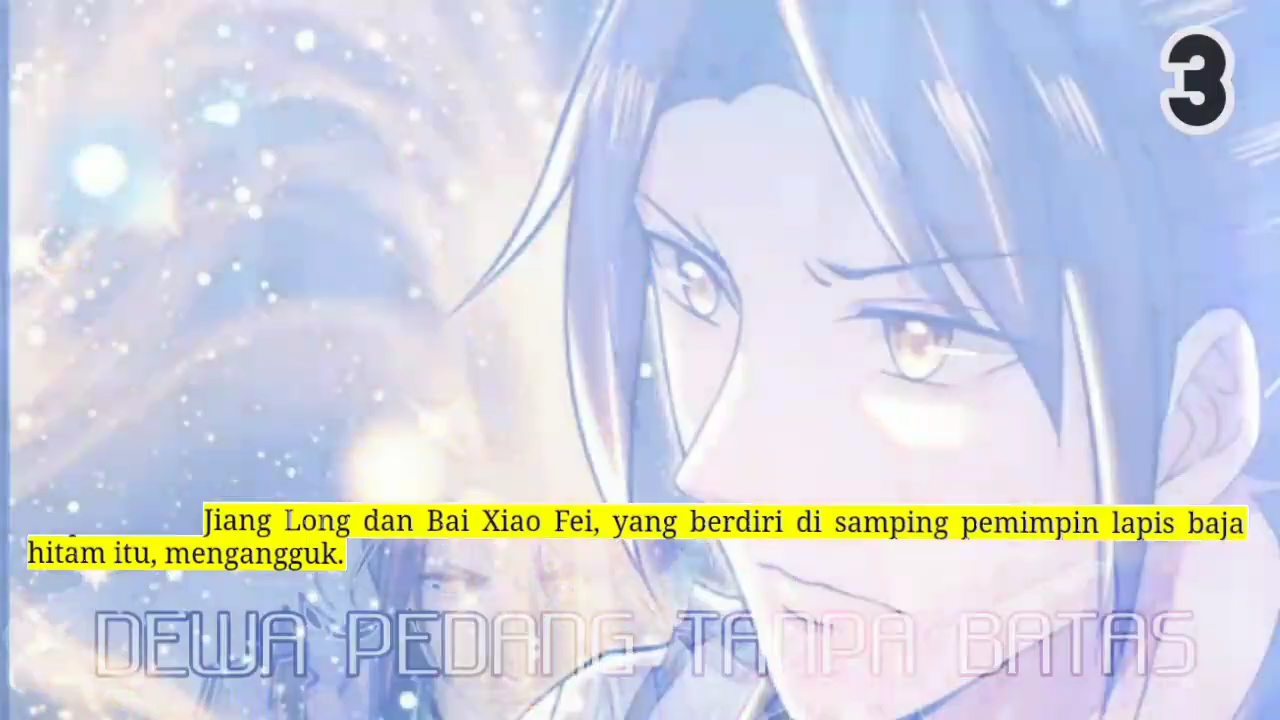 3
Jiang Long dan Bai Xiao Fei, yang berdiri di samping pemimpin lapis baja
hitam itu, mengangguk.
DEWA PEDANG TANPA BATAS